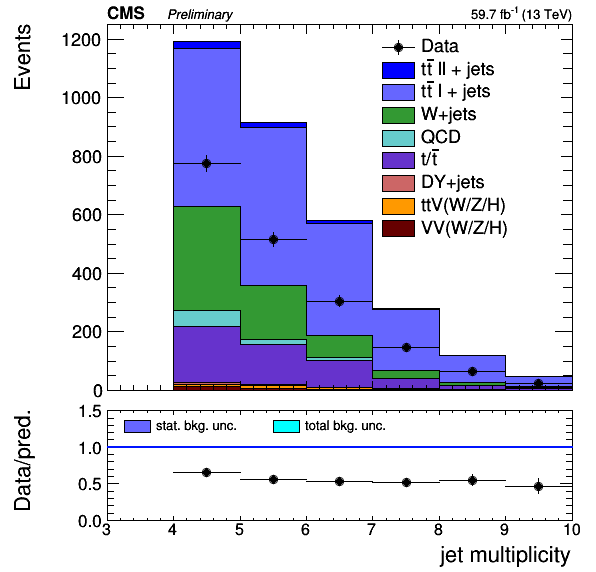 CMS Preliminary 59.7 fb⁻¹ (13 TeV)
Events
1200
1000
800
600
400
200
0
Data
tt̄ ll + jets
tt̄ l + jets
W+jets
QCD
t/t̄
DY+jets
ttV(W/Z/H)
VV(W/Z/H)
Data/pred.
1.5
1.0
0.5
0.0
stat. bkg. unc. total bkg. unc.
3 4 5 6 7 8 9 10
jet multiplicity